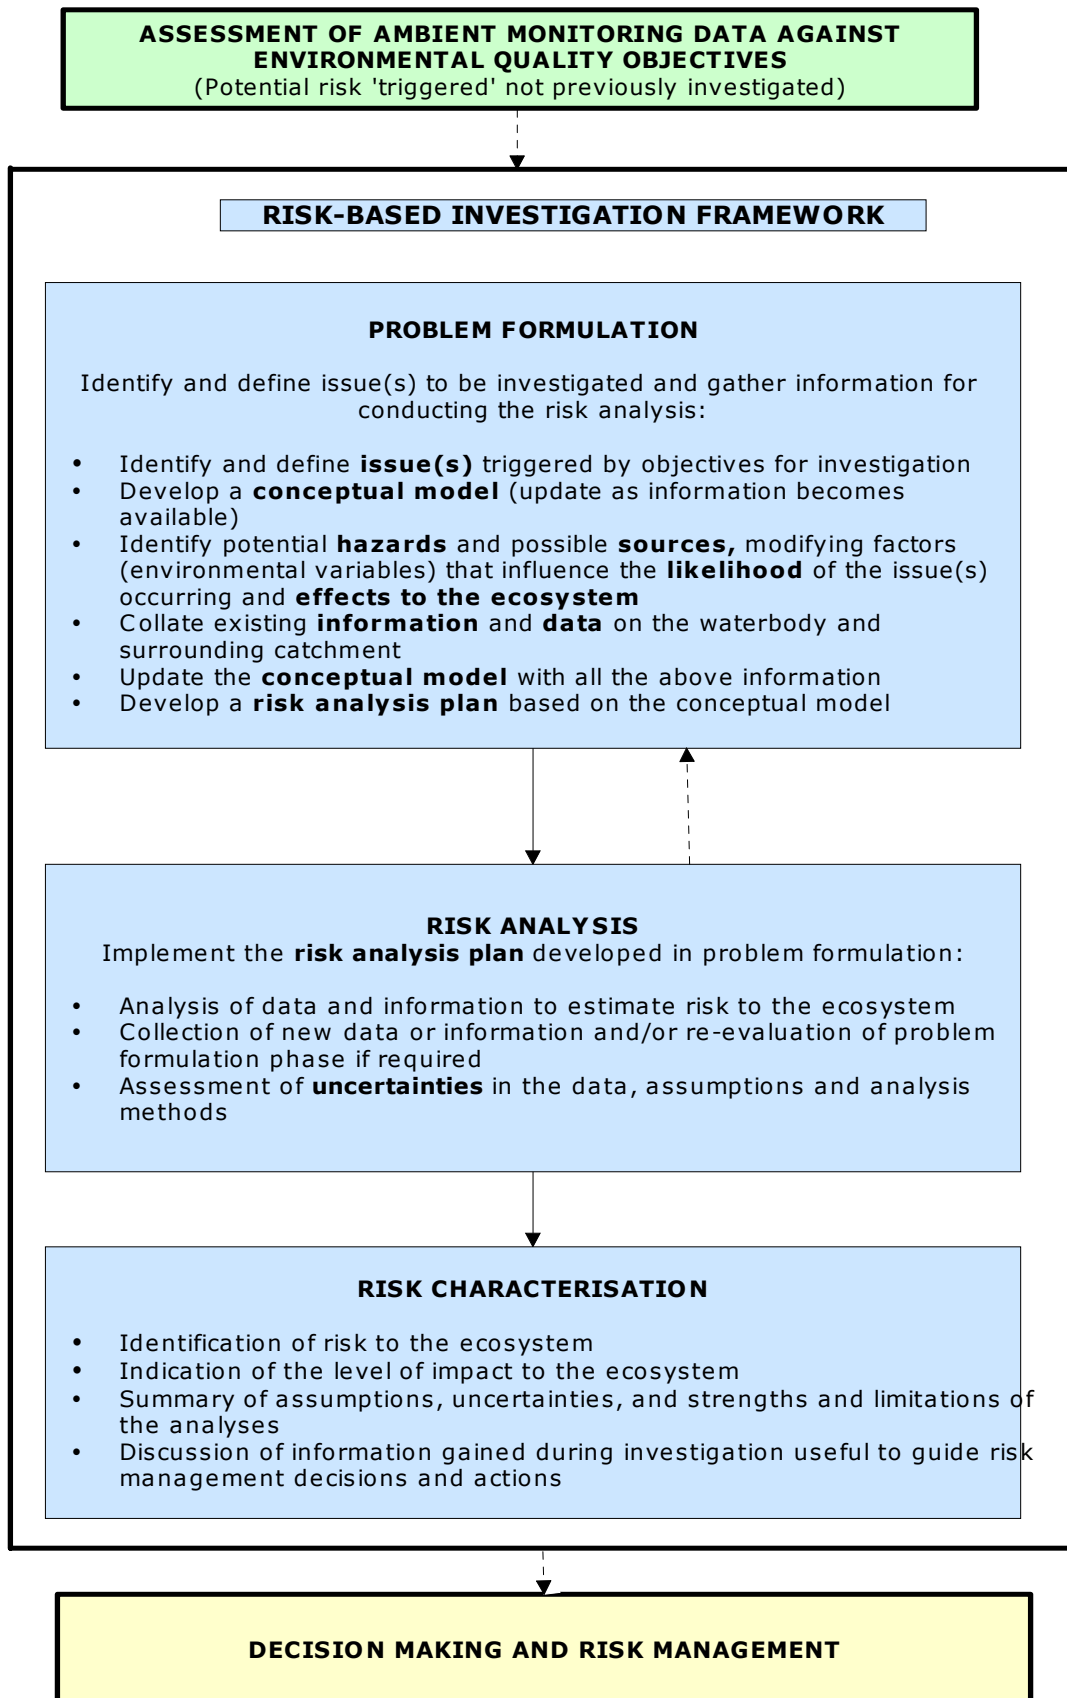 ASSESSMENT OF AMBIENT MONITORING DATA AGAINST
ENVIRONMENTAL QUALITY OBJECTIVES
(Potential risk 'triggered' not previously investigated)
RISK-BASED INVESTIGATION FRAMEWORK
PROBLEM FORMULATION
Identify and define issue(s) to be investigated and gather information for
conducting the risk analysis:
• Identify and define issue(s) triggered by objectives for investigation
• Develop a conceptual model (update as information becomes
available)
• Identify potential hazards and possible sources, modifying factors
(environmental variables) that influence the likelihood of the issue(s)
occurring and effects to the ecosystem
• Collate existing information and data on the waterbody and
surrounding catchment
• Update the conceptual model with all the above information
• Develop a risk analysis plan based on the conceptual model
RISK ANALYSIS
Implement the risk analysis plan developed in problem formulation:
• Analysis of data and information to estimate risk to the ecosystem
• Collection of new data or information and/or re-evaluation of problem
formulation phase if required
• Assessment of uncertainties in the data, assumptions and analysis
methods
RISK CHARACTERISATION
• Identification of risk to the ecosystem
• Indication of the level of impact to the ecosystem
• Summary of assumptions, uncertainties, and strengths and limitations of
the analyses
• Discussion of information gained during investigation useful to guide risk
management decisions and actions
DECISION MAKING AND RISK MANAGEMENT